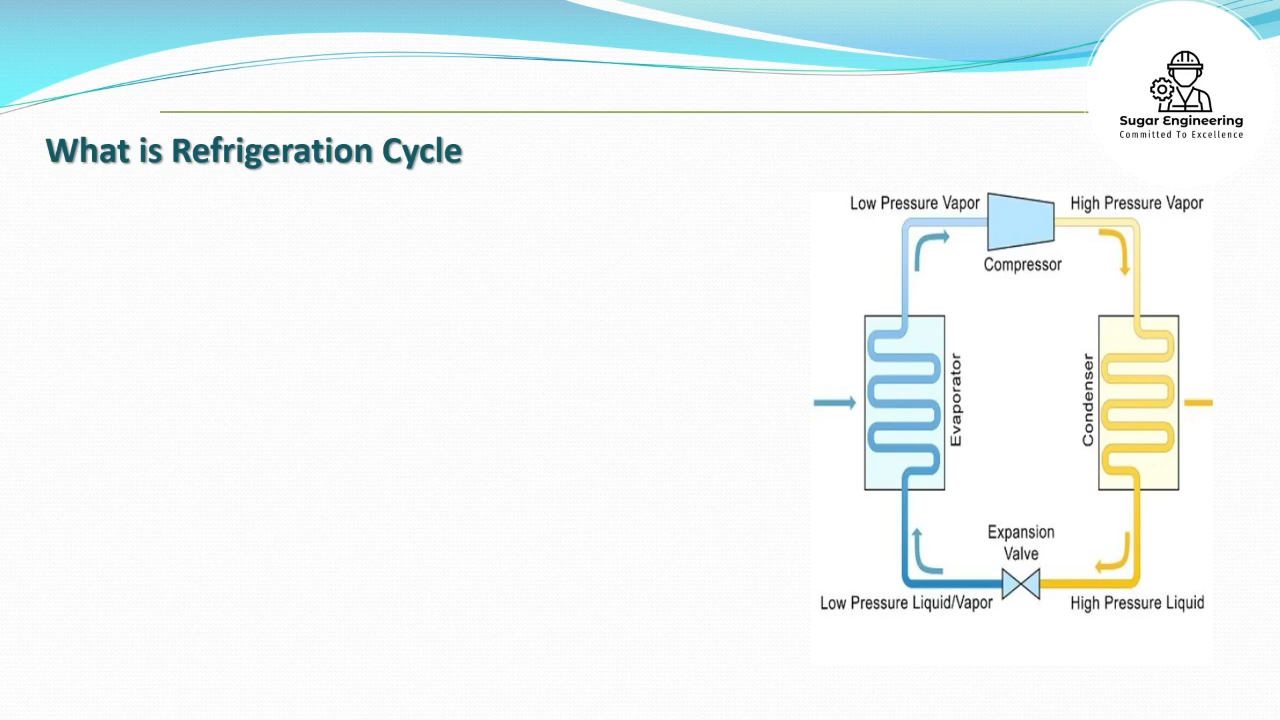 Sugar Engineering
Committed To Excellence
What is Refrigeration Cycle
Low Pressure Vapor
High Pressure Vapor
Compressor
Evaporator
Condenser
Expansion
Valve
Low Pressure Liquid/Vapor
High Pressure Liquid